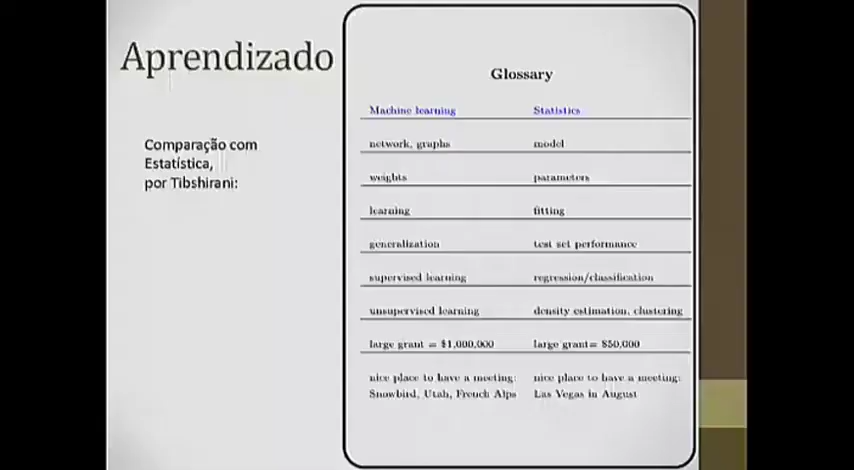 Aprendizado
Comparação com
Estatística,
por Tibshirani:
Glossary
Machine learning Statistics
network, graphs model
weights parameters
learning fitting
generalization test set performance
supervised learning regression/classification
unsupervised learning density estimation, clustering
large grant = $1,000,000 large grant= $50,000
nice place to have a meeting: nice place to have a meeting:
Snowbird, Utah, French Alps Las Vegas in August